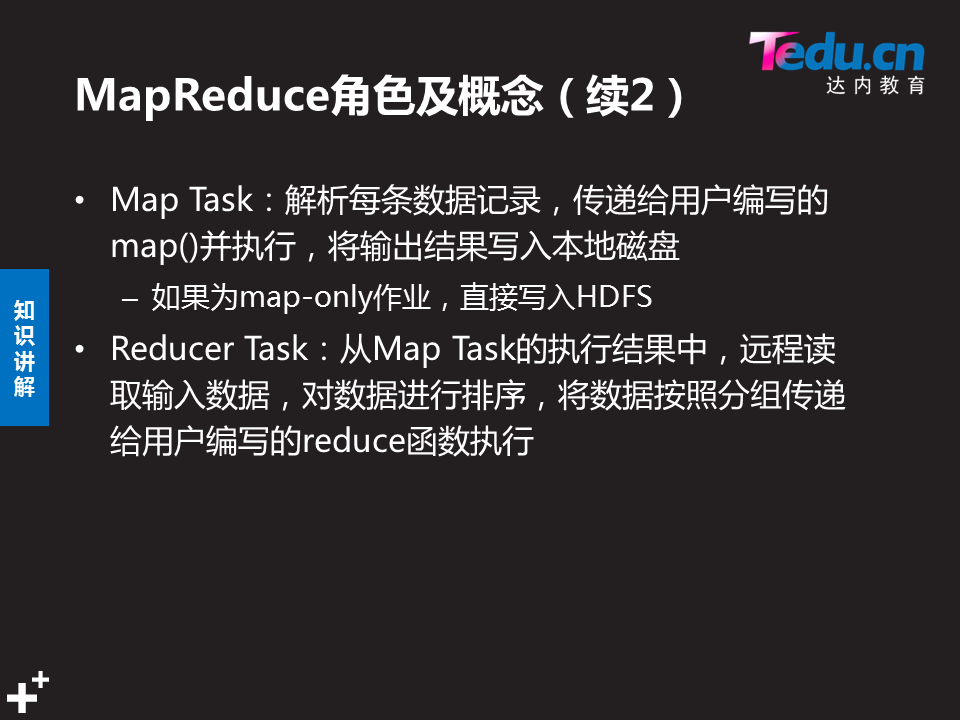 Tedu.cn
达内教育
MapReduce角色及概念（续2）
• Map Task：解析每条数据记录，传递给用户编写的
map()并执行，将输出结果写入本地磁盘
– 如果为map-only作业，直接写入HDFS
• Reducer Task：从Map Task的执行结果中，远程读
取输入数据，对数据进行排序，将数据按照分组传递
给用户编写的reduce函数执行
知
识
讲
解